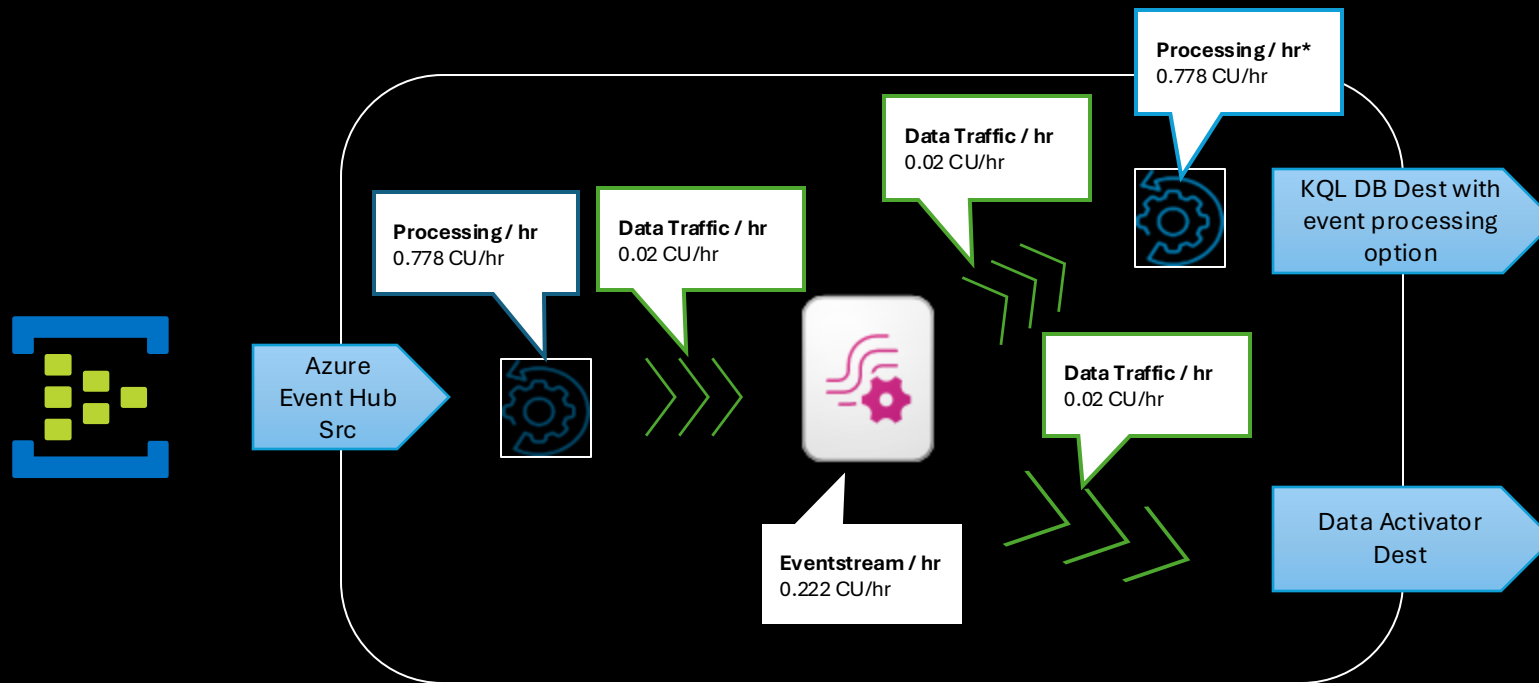 Processing / hr*
0.778 CU/hr
Data Traffic / hr
0.02 CU/hr
KQL DB Dest with
event processing
option
Processing / hr
0.778 CU/hr
Data Traffic / hr
0.02 CU/hr
Azure
Event Hub
Src
Data Traffic / hr
0.02 CU/hr
Eventstream / hr
0.222 CU/hr
Data Activator
Dest